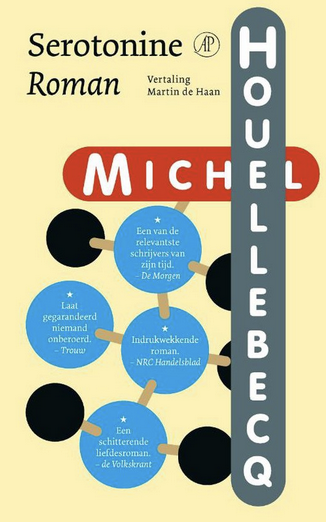 Serotonine
AP
Roman
Vertaling
Martin de Haan
MICHEL
HOUELLEBECQ
★
Een van de
relevantste
schrijvers van
zijn tijd.
– De Morgen
★
Laat
gegarandeerd
niemand
onberoerd.
– Trouw
★
Indrukwekkende
roman.
– NRC Handelsblad
★
Een
schitterende
liefdesroman.
– de Volkskrant